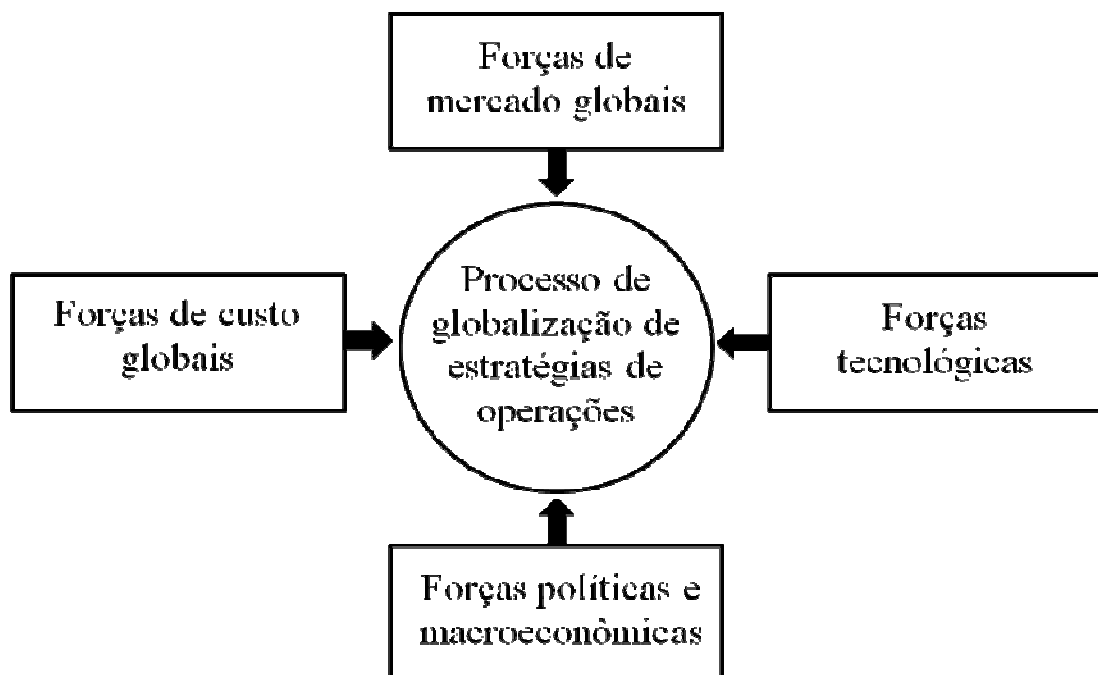 Forças de
mercado globais
Forças de custo
globais
Processo de
globalização de
estratégias de
operações
Forças
tecnológicas
Forças políticas e
macroeconômicas